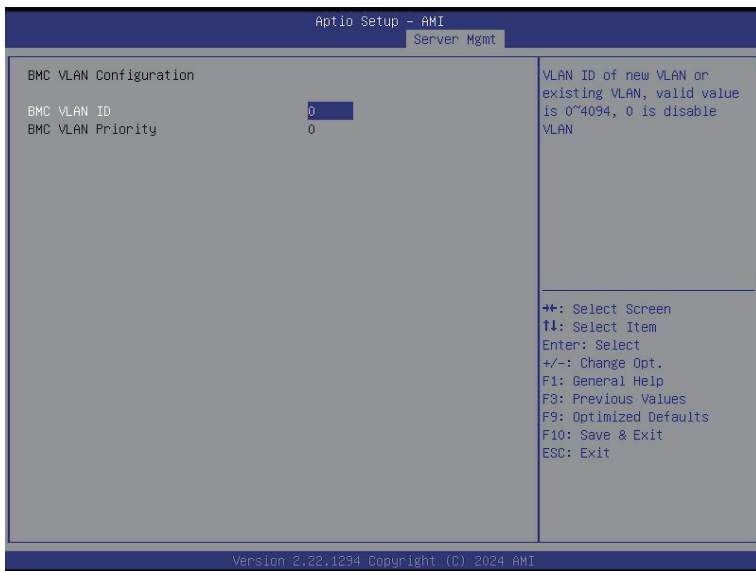 Aptio Setup – AMI
Server Mgmt
BMC VLAN Configuration
BMC VLAN ID 0
BMC VLAN Priority 0
VLAN ID of new VLAN or
existing VLAN, valid value
is 0~4094, 0 is disable
VLAN
→←: Select Screen
↑↓: Select Item
Enter: Select
+/-: Change Opt.
F1: General Help
F3: Previous Values
F9: Optimized Defaults
F10: Save & Exit
ESC: Exit
Version 2.22.1294 Copyright (C) 2024 AMI